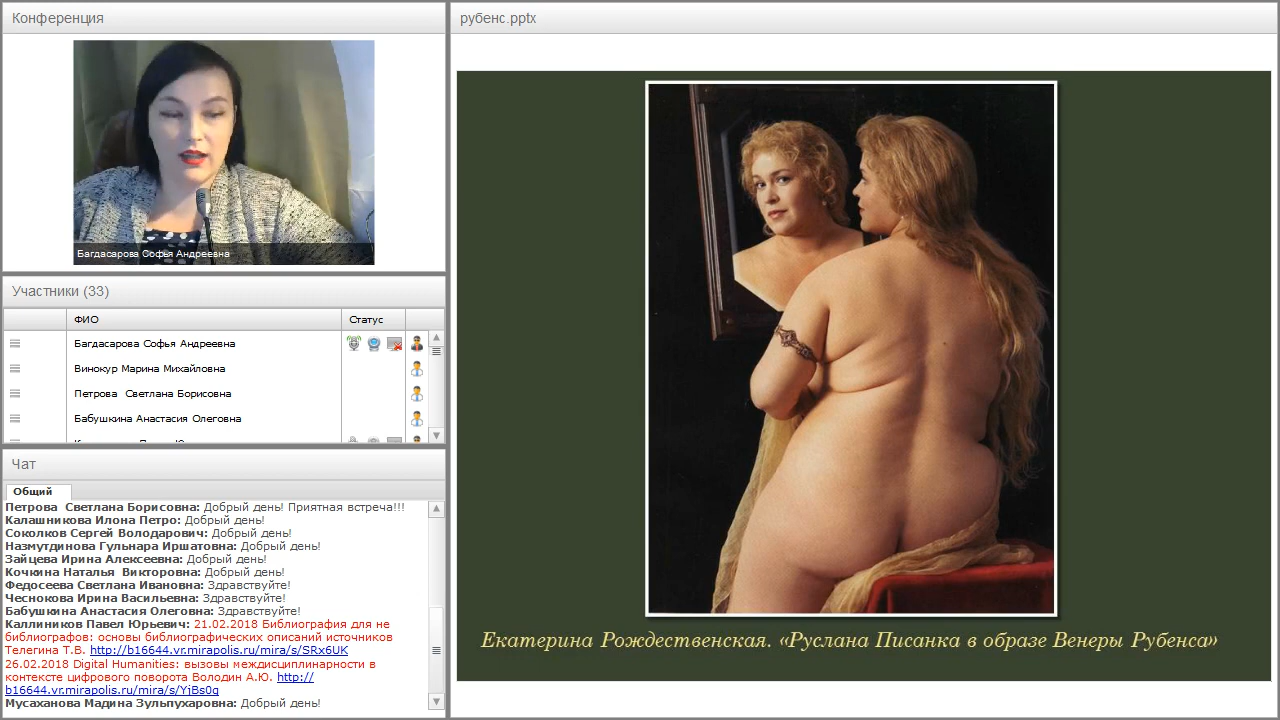 Конференция
Багдасарова Софья Андреевна
Участники (33)
ФИО
Статус
Багдасарова Софья Андреевна
Винокур Марина Михайловна
Петрова  Светлана Борисовна
Бабушкина Анастасия Олеговна
Чат
Общий
Петрова  Светлана Борисовна: Добрый день! Приятная встреча!!!
Калашникова Илона Петро: Добрый день!
Соколков Сергей Володарович: Добрый день!
Назмутдинова Гульнара Иршатовна: Добрый день!
Зайцева Ирина Алексеевна: Добрый день!
Кочкина Наталья  Викторовна: Добрый день!
Федосеева Светлана Ивановна: Здравствуйте!
Чеснокова Ирина Васильевна: Здравствуйте!
Бабушкина Анастасия Олеговна: Здравствуйте!
Каллиников Павел Юрьевич: 21.02.2018 Библиография для не
библиографов: основы библиографических описаний источников
Телегина Т.В. http://b16644.vr.mirapolis.ru/mira/s/SRx6UK
26.02.2018 Digital Humanities: вызовы междисциплинарности в
контексте цифрового поворота Володин А.Ю. http://
b16644.vr.mirapolis.ru/mira/s/YjBs0q
Мусаханова Мадина Зульпухаровна: Добрый день!
рубенс.pptx
Екатерина Рождественская. «Руслана Писанка в образе Венеры Рубенса»